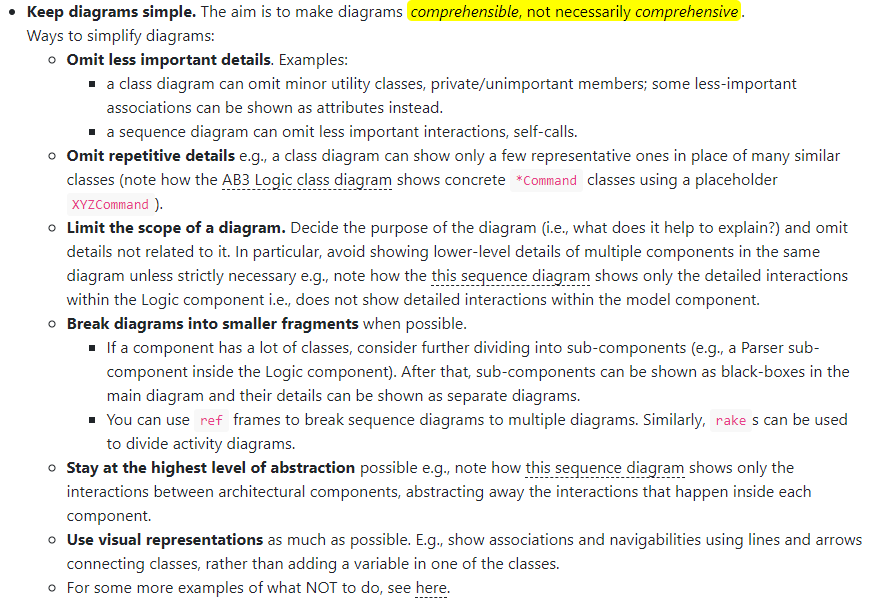 • Keep diagrams simple. The aim is to make diagrams comprehensible, not necessarily comprehensive.
Ways to simplify diagrams:
◦ Omit less important details. Examples:
▪ a class diagram can omit minor utility classes, private/unimportant members; some less-important
associations can be shown as attributes instead.
▪ a sequence diagram can omit less important interactions, self-calls.
◦ Omit repetitive details e.g., a class diagram can show only a few representative ones in place of many similar
classes (note how the AB3 Logic class diagram shows concrete *Command classes using a placeholder
XYZCommand ).
◦ Limit the scope of a diagram. Decide the purpose of the diagram (i.e., what does it help to explain?) and omit
details not related to it. In particular, avoid showing lower-level details of multiple components in the same
diagram unless strictly necessary e.g., note how the this sequence diagram shows only the detailed interactions
within the Logic component i.e., does not show detailed interactions within the model component.
◦ Break diagrams into smaller fragments when possible.
▪ If a component has a lot of classes, consider further dividing into sub-components (e.g., a Parser sub-
component inside the Logic component). After that, sub-components can be shown as black-boxes in the
main diagram and their details can be shown as separate diagrams.
▪ You can use ref frames to break sequence diagrams to multiple diagrams. Similarly, rake s can be used
to divide activity diagrams.
◦ Stay at the highest level of abstraction possible e.g., note how this sequence diagram shows only the
interactions between architectural components, abstracting away the interactions that happen inside each
component.
◦ Use visual representations as much as possible. E.g., show associations and navigabilities using lines and arrows
connecting classes, rather than adding a variable in one of the classes.
◦ For some more examples of what NOT to do, see here.